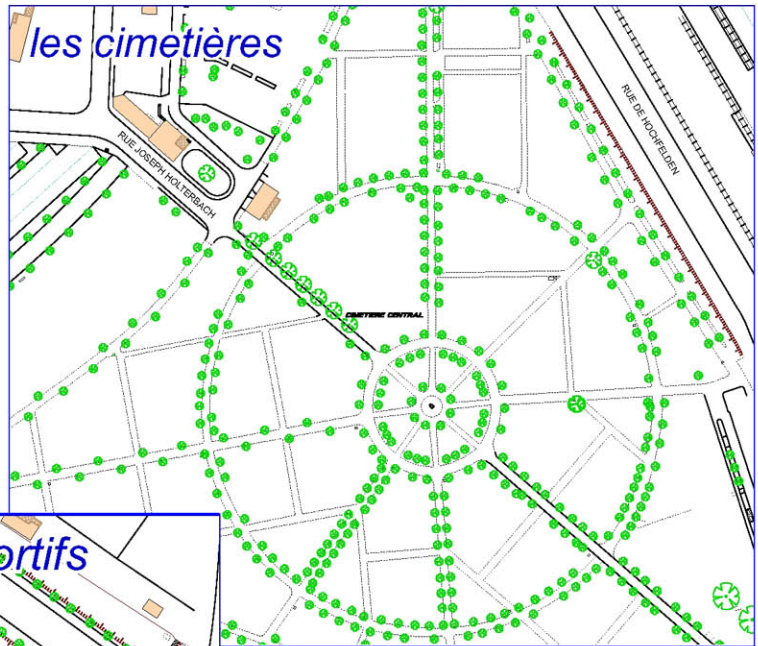 les cimetières
RUE DE HOCHFELDEN
RUE JOSEPH HOLTERBACH
CIMETIERE CENTRAL
ortifs